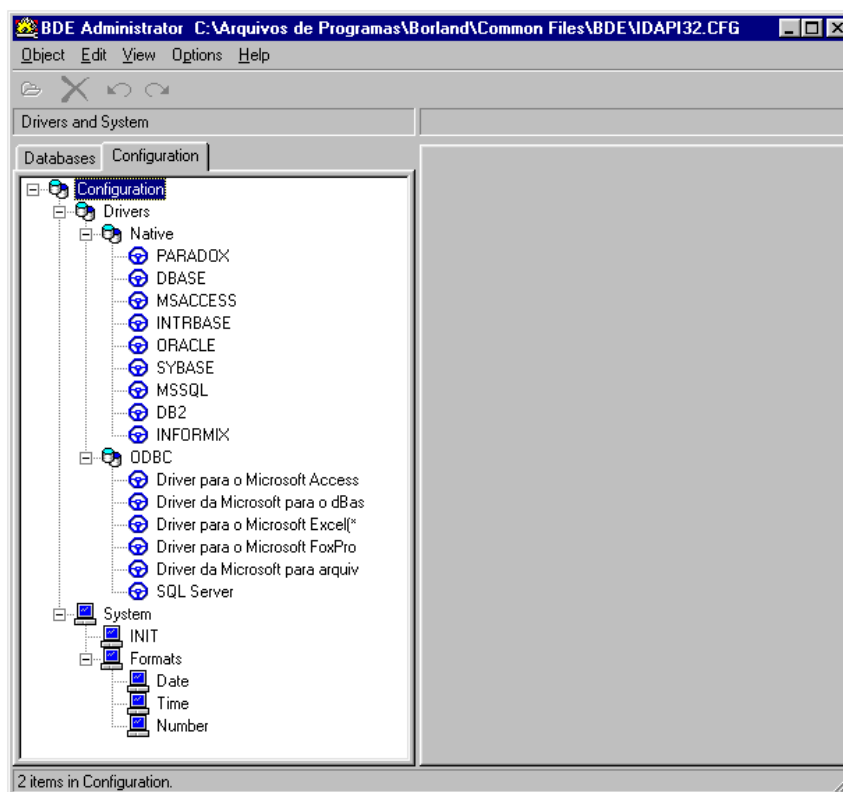 BDE Administrator C:\Arquivos de Programas\Borland\Common Files\BDE\IDAPI32.CFG
Object Edit View Options Help
Drivers and System
Databases Configuration
Configuration
Drivers
Native
PARADOX
DBASE
MSACCESS
INTRBASE
ORACLE
SYBASE
MSSQL
DB2
INFORMIX
ODBC
Driver para o Microsoft Access
Driver da Microsoft para o dBas
Driver para o Microsoft Excel(*
Driver para o Microsoft FoxPro
Driver da Microsoft para arquiv
SQL Server
System
INIT
Formats
Date
Time
Number
2 items in Configuration.